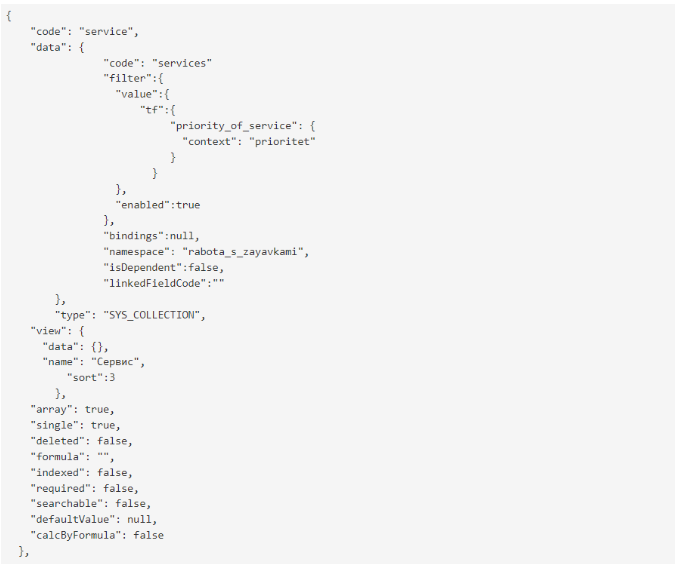 {
    "code": "service",
    "data": {
                "code": "services"
                "filter":{
                  "value":{
                      "tf":{
                           "priority_of_service": {
                             "context": "prioritet"
                           }
                        }
                  },
                  "enabled":true
                },
                "bindings":null,
                "namespace": "rabota_s_zayavkami",
                "isDependent":false,
                "linkedFieldCode":""
        },
        "type": "SYS_COLLECTION",
    "view": {
      "data": {},
      "name": "Сервис",
          "sort":3
        },
    "array": true,
    "single": true,
    "deleted": false,
    "formula": "",
    "indexed": false,
    "required": false,
    "searchable": false,
    "defaultValue": null,
    "calcByFormula": false
  },